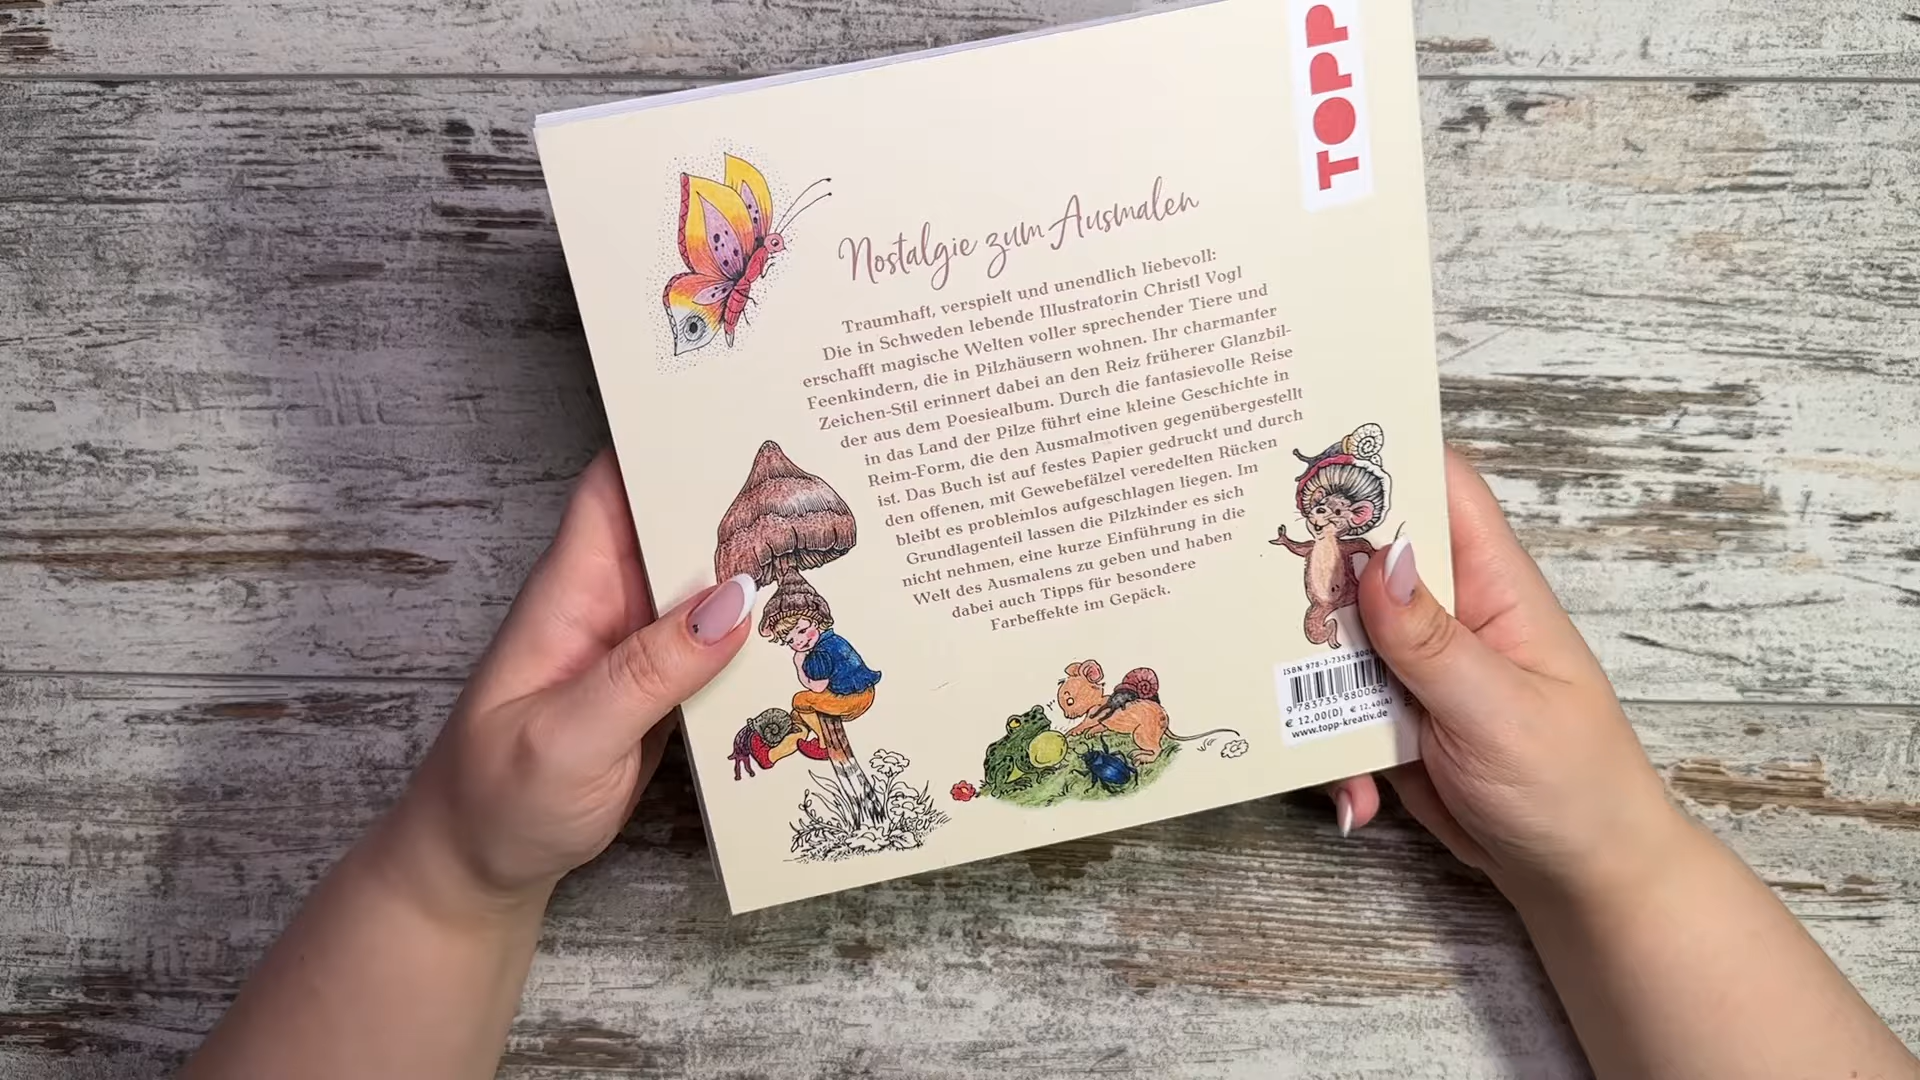 TOPP
Nostalgie zum Ausmalen
Traumhaft, verspielt und unendlich liebevoll:
Die in Schweden lebende Illustratorin Christl Vogl
erschafft magische Welten voller sprechender Tiere und
Feenkindern, die in Pilzhäusern wohnen. Ihr charmanter
Zeichen-Stil erinnert dabei an den Reiz früherer Glanzbil-
der aus dem Poesiealbum. Durch die fantasievolle Reise
in das Land der Pilze führt eine kleine Geschichte in
Reim-Form, die den Ausmalmotiven gegenübergestellt
ist. Das Buch ist auf festes Papier gedruckt und durch
den offenen, mit Gewebefälzel veredelten Rücken
bleibt es problemlos aufgeschlagen liegen. Im
Grundlagenteil lassen die Pilzkinder es sich
nicht nehmen, eine kurze Einführung in die
Welt des Ausmalens zu geben und haben
dabei auch Tipps für besondere
Farbeffekte im Gepäck.
ISBN 978-3-7358-800
9 783735 880062
€ 12,00(D) € 12,40(A)
www.topp-kreativ.de